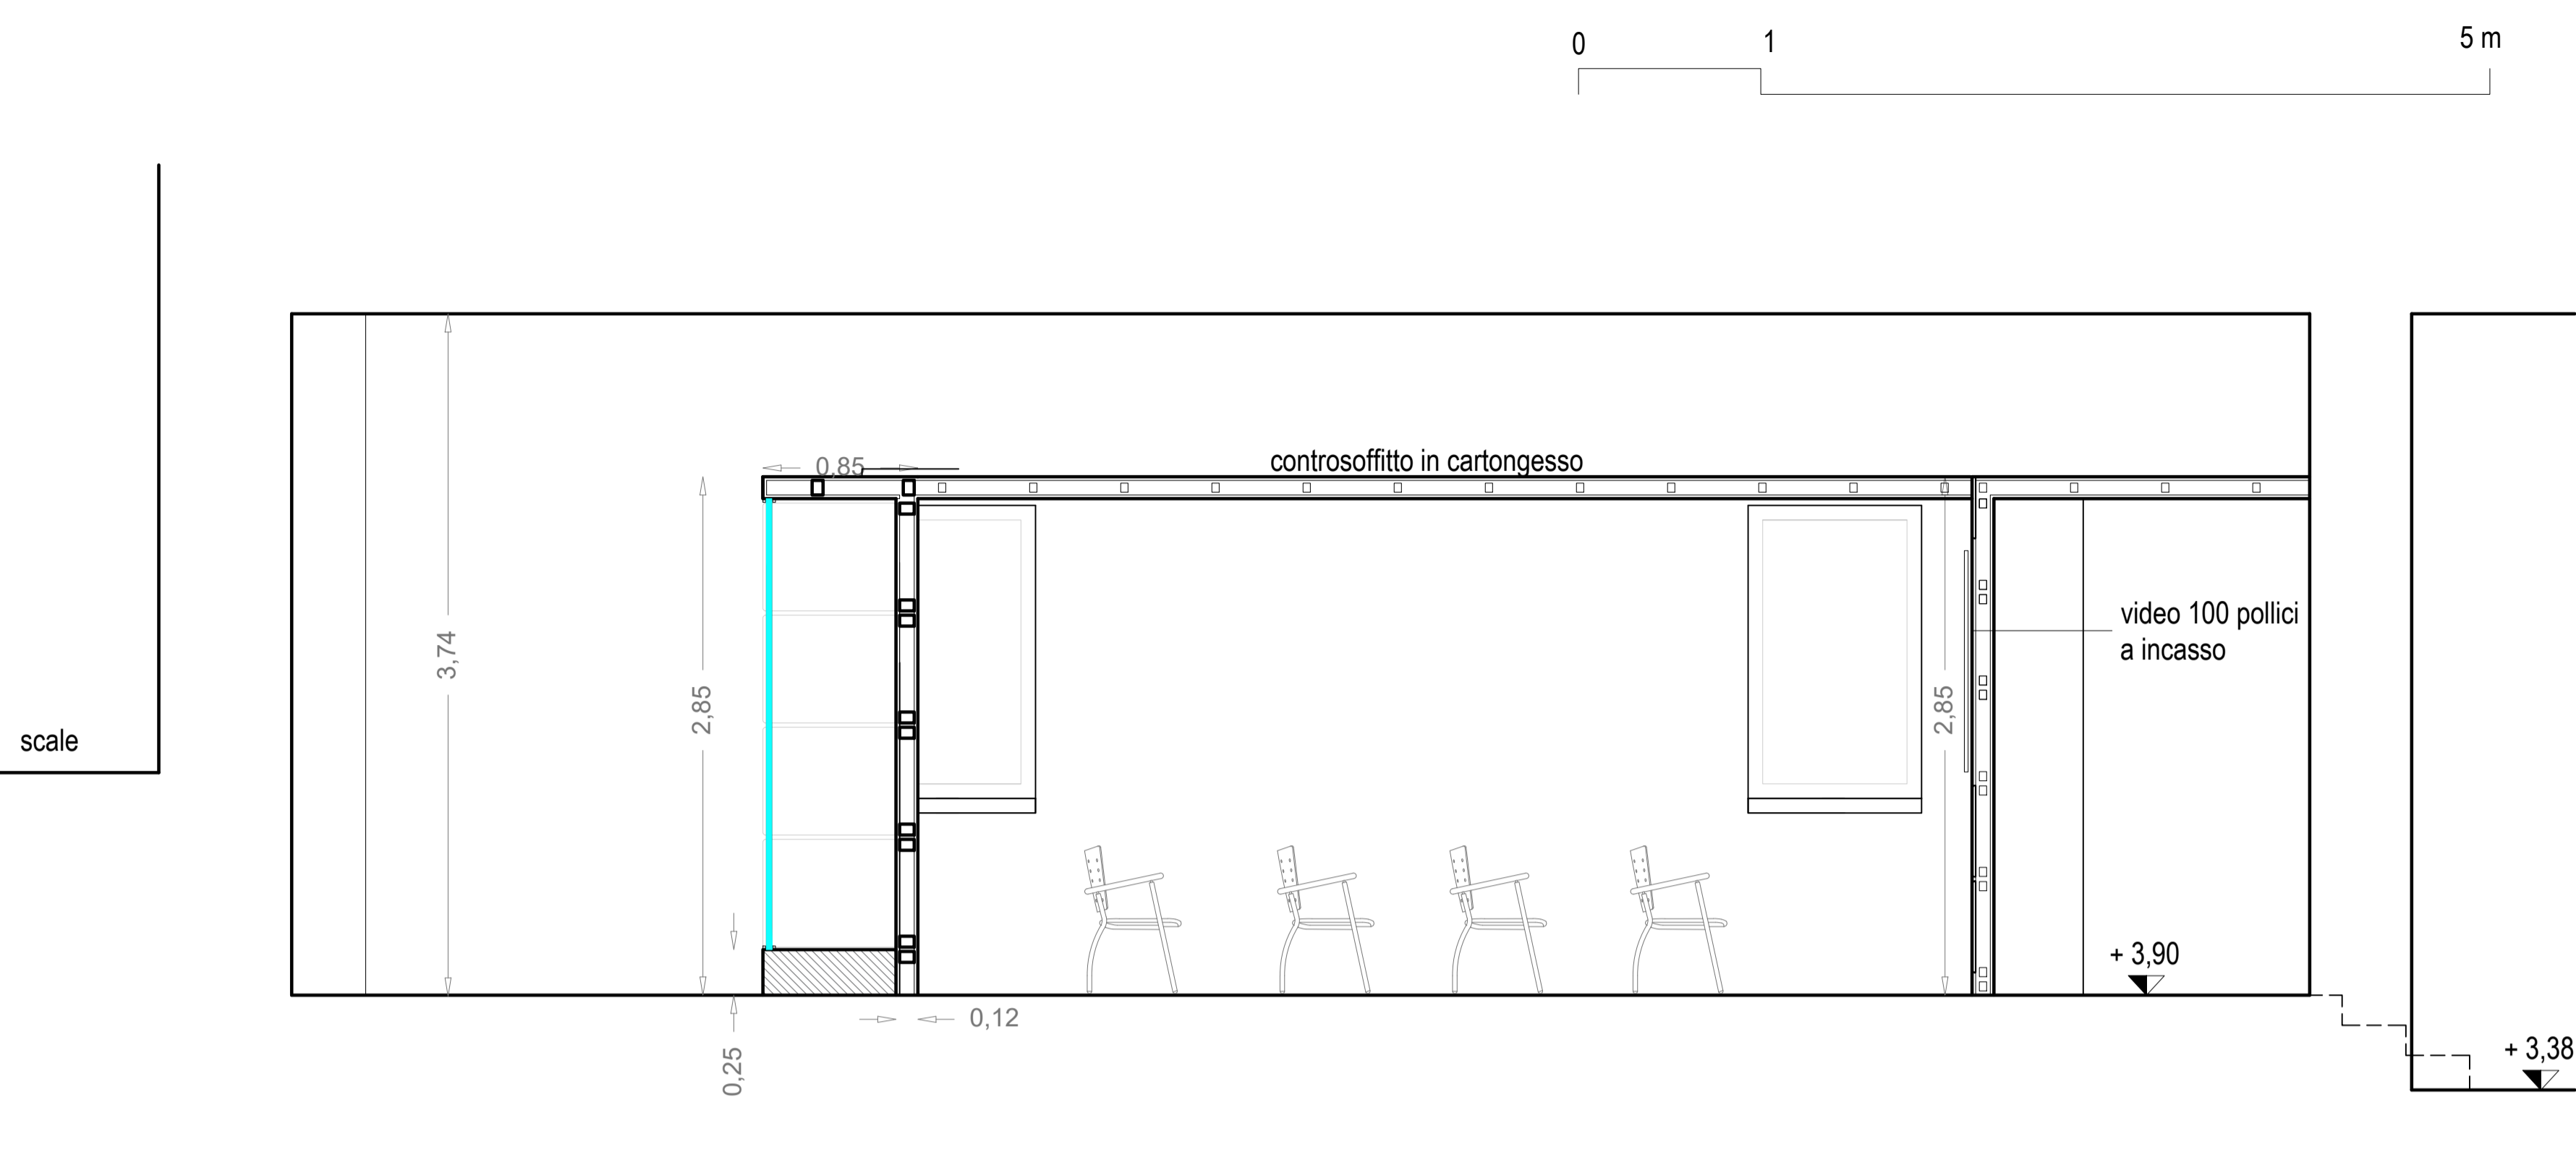 0
1
5 m
0,85
controsoffitto in cartongesso
3,74
2,85
2,85
video 100 pollici
a incasso
scale
+ 3,90
0,12
0,25
+ 3,38